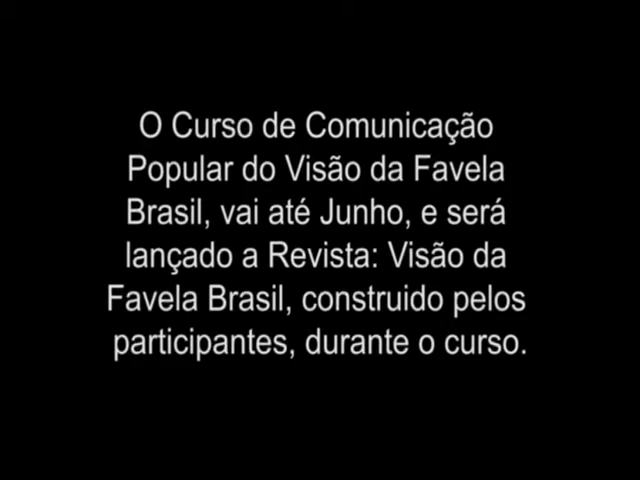 O Curso de Comunicação
Popular do Visão da Favela
Brasil, vai até Junho, e será
lançado a Revista: Visão da
Favela Brasil, construido pelos
participantes, durante o curso.